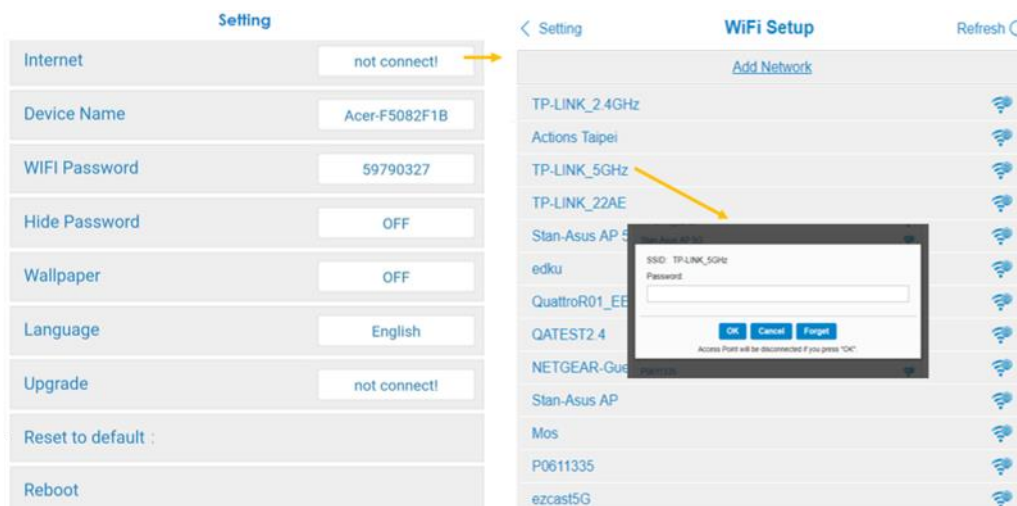 Setting
Internet not connect!
Device Name Acer-F5082F1B
WIFI Password 59790327
Hide Password OFF
Wallpaper OFF
Language English
Upgrade not connect!
Reset to default :
Reboot
Setting WiFi Setup Refresh
Add Network
TP-LINK_2.4GHz
Actions Taipei
TP-LINK_5GHz
TP-LINK_22AE
Stan-Asus AP 5
edku
QuattroR01_EE
QATEST2.4
NETGEAR-Gue
Stan-Asus AP
Mos
P0611335
ezcast5G
SSID: TP-LINK_5GHz
Password:
OK Cancel Forget
Access Point will be disconnected if you press "OK".